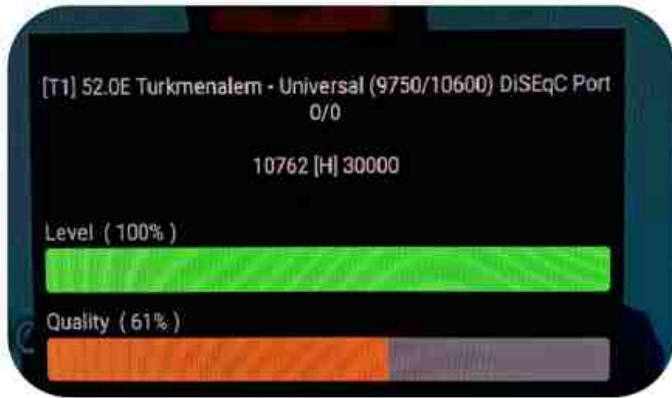 [T1] 52.0E Turkmenalem - Universal (9750/10600) DiSEqC Port
0/0
10762 [H] 30000
Level ( 100% )
Quality ( 61% )